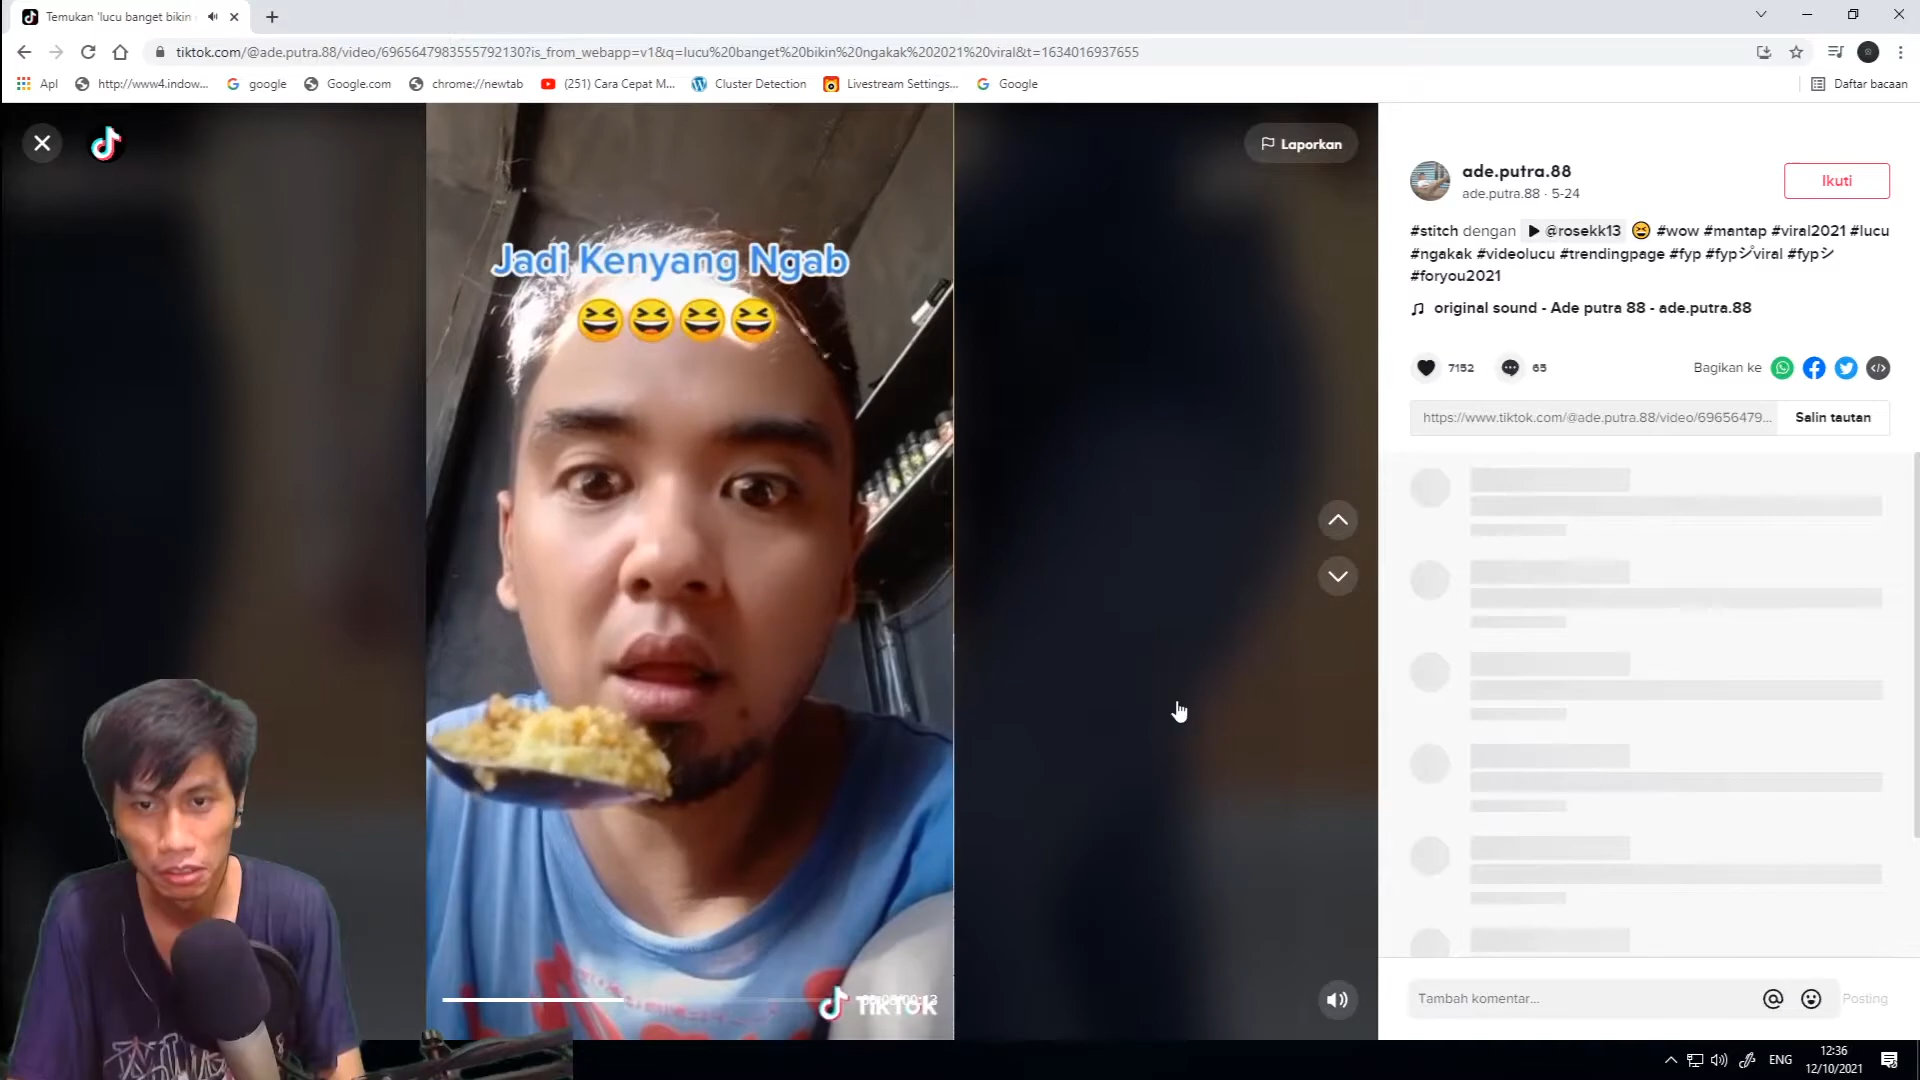 Temukan 'lucu banget bikin
tiktok.com/@ade.putra.88/video/6965647983555792130?is_from_webapp=v1&q=lucu%20banget%20bikin%20ngakak%202021%20viral&t=1634016937655
Apl
http://www4.indow...
google
Google.com
chrome://newtab
(251) Cara Cepat M...
Cluster Detection
Livestream Settings...
Google
Daftar bacaan
Laporkan
Jadi Kenyang Ngab
😆😆😆😆
TikTok
ade.putra.88
ade.putra.88 · 5-24
Ikuti
#stitch dengan ▶ @rosekk13 😆 #wow #mantap #viral2021 #lucu
#ngakak #videolucu #trendingpage #fyp #fypシ゚viral #fypシ
#foryou2021
♫ original sound - Ade putra 88 - ade.putra.88
7152
65
Bagikan ke
https://www.tiktok.com/@ade.putra.88/video/69656479...
Salin tautan
Tambah komentar...
@
Posting
ENG
12:36
12/10/2021